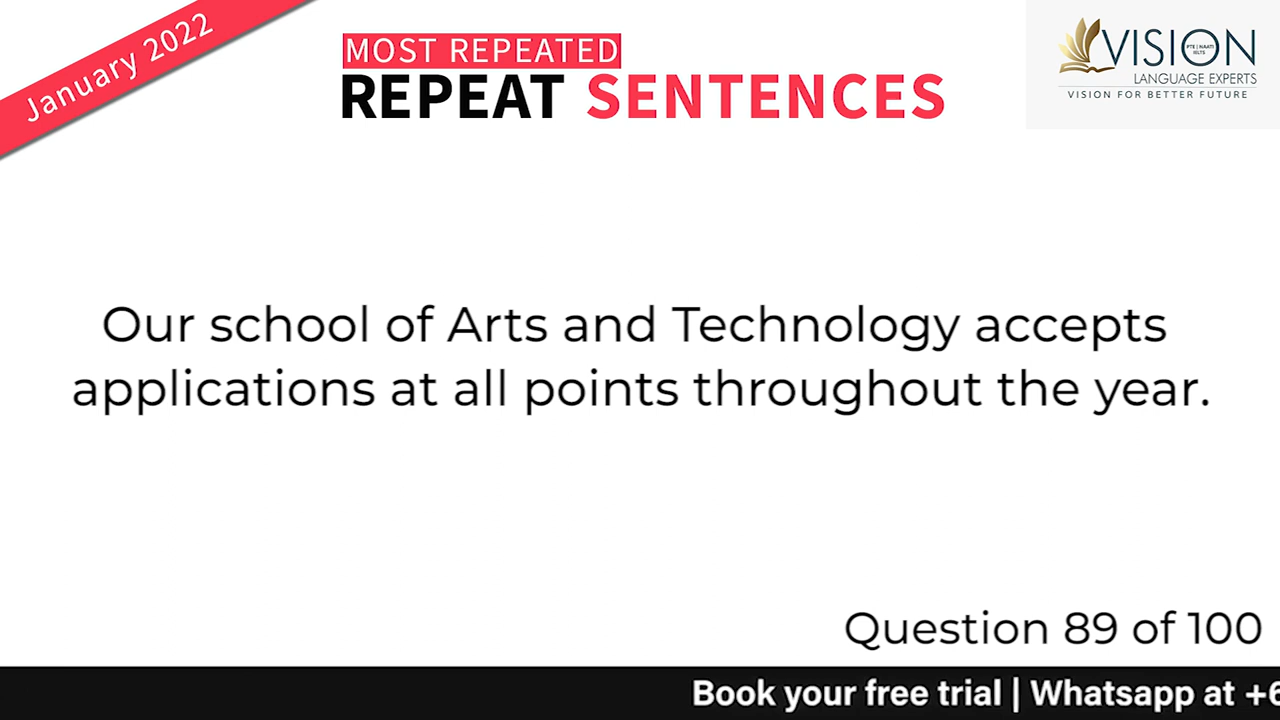 January 2022
MOST REPEATED
REPEAT SENTENCES
VISION
PTE | NAATI
IELTS
LANGUAGE EXPERTS
VISION FOR BETTER FUTURE
Our school of Arts and Technology accepts
applications at all points throughout the year.
Question 89 of 100
Book your free trial | Whatsapp at +6